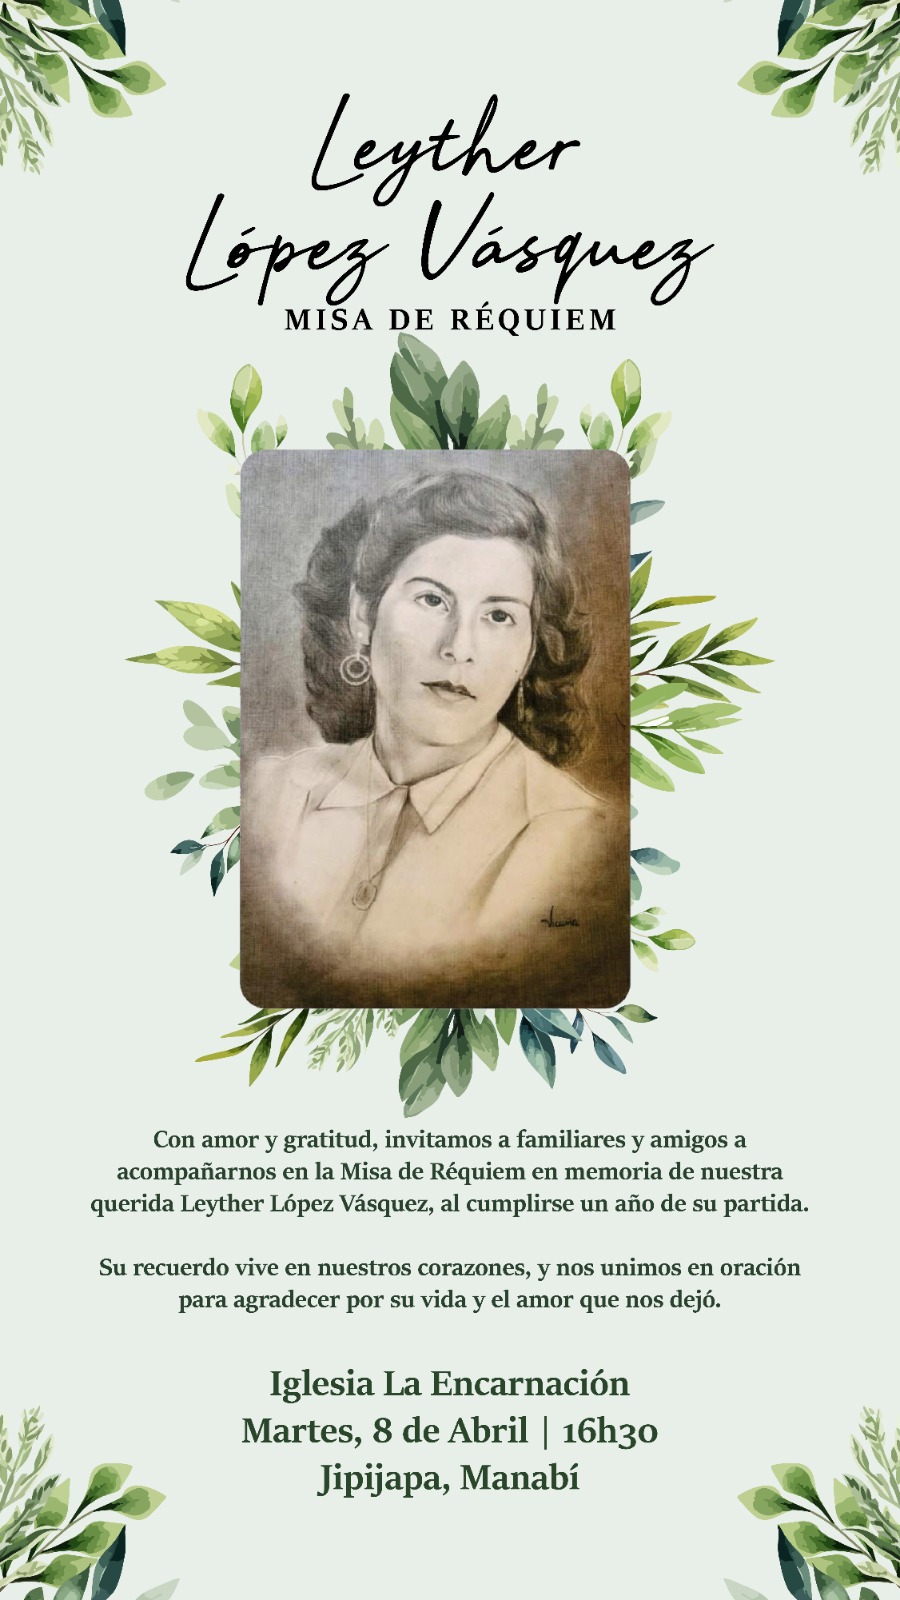 Leyther
López Vásquez
MISA DE RÉQUIEM
Con amor y gratitud, invitamos a familiares y amigos a
acompañarnos en la Misa de Réquiem en memoria de nuestra
querida Leyther López Vásquez, al cumplirse un año de su partida.
Su recuerdo vive en nuestros corazones, y nos unimos en oración
para agradecer por su vida y el amor que nos dejó.
Iglesia La Encarnación
Martes, 8 de Abril | 16h30
Jipijapa, Manabí